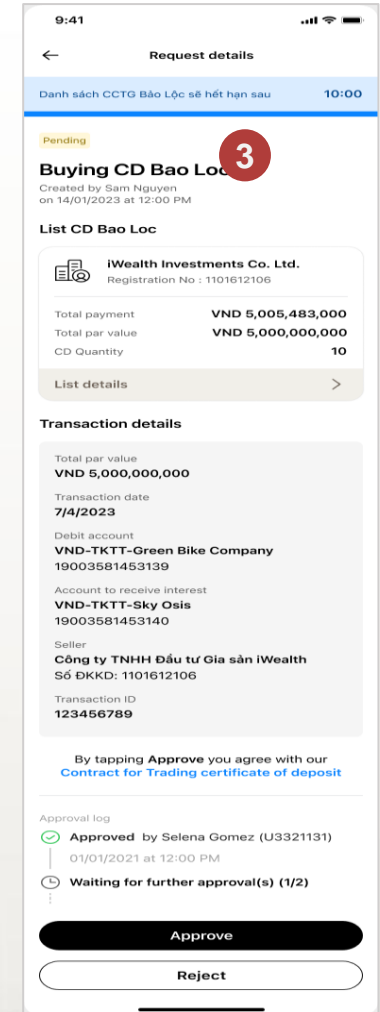 9:41
Request details
Danh sách CCTG Bảo Lộc sẽ hết hạn sau 10:00
Pending
Buying CD Bao Lo
3
Created by Sam Nguyen
on 14/01/2023 at 12:00 PM
List CD Bao Loc
iWealth Investments Co. Ltd.
Registration No : 1101612106
Total payment VND 5,005,483,000
Total par value VND 5,000,000,000
CD Quantity 10
List details
Transaction details
Total par value
VND 5,000,000,000
Transaction date
7/4/2023
Debit account
VND-TKTT-Green Bike Company
19003581453139
Account to receive interest
VND-TKTT-Sky Osis
19003581453140
Seller
Công ty TNHH Đầu tư Gia sản iWealth
Số ĐKKD: 1101612106
Transaction ID
123456789
By tapping Approve you agree with our
Contract for Trading certificate of deposit
Approval log
Approved by Selena Gomez (U3321131)
01/01/2021 at 12:00 PM
Waiting for further approval(s) (1/2)
Approve
Reject